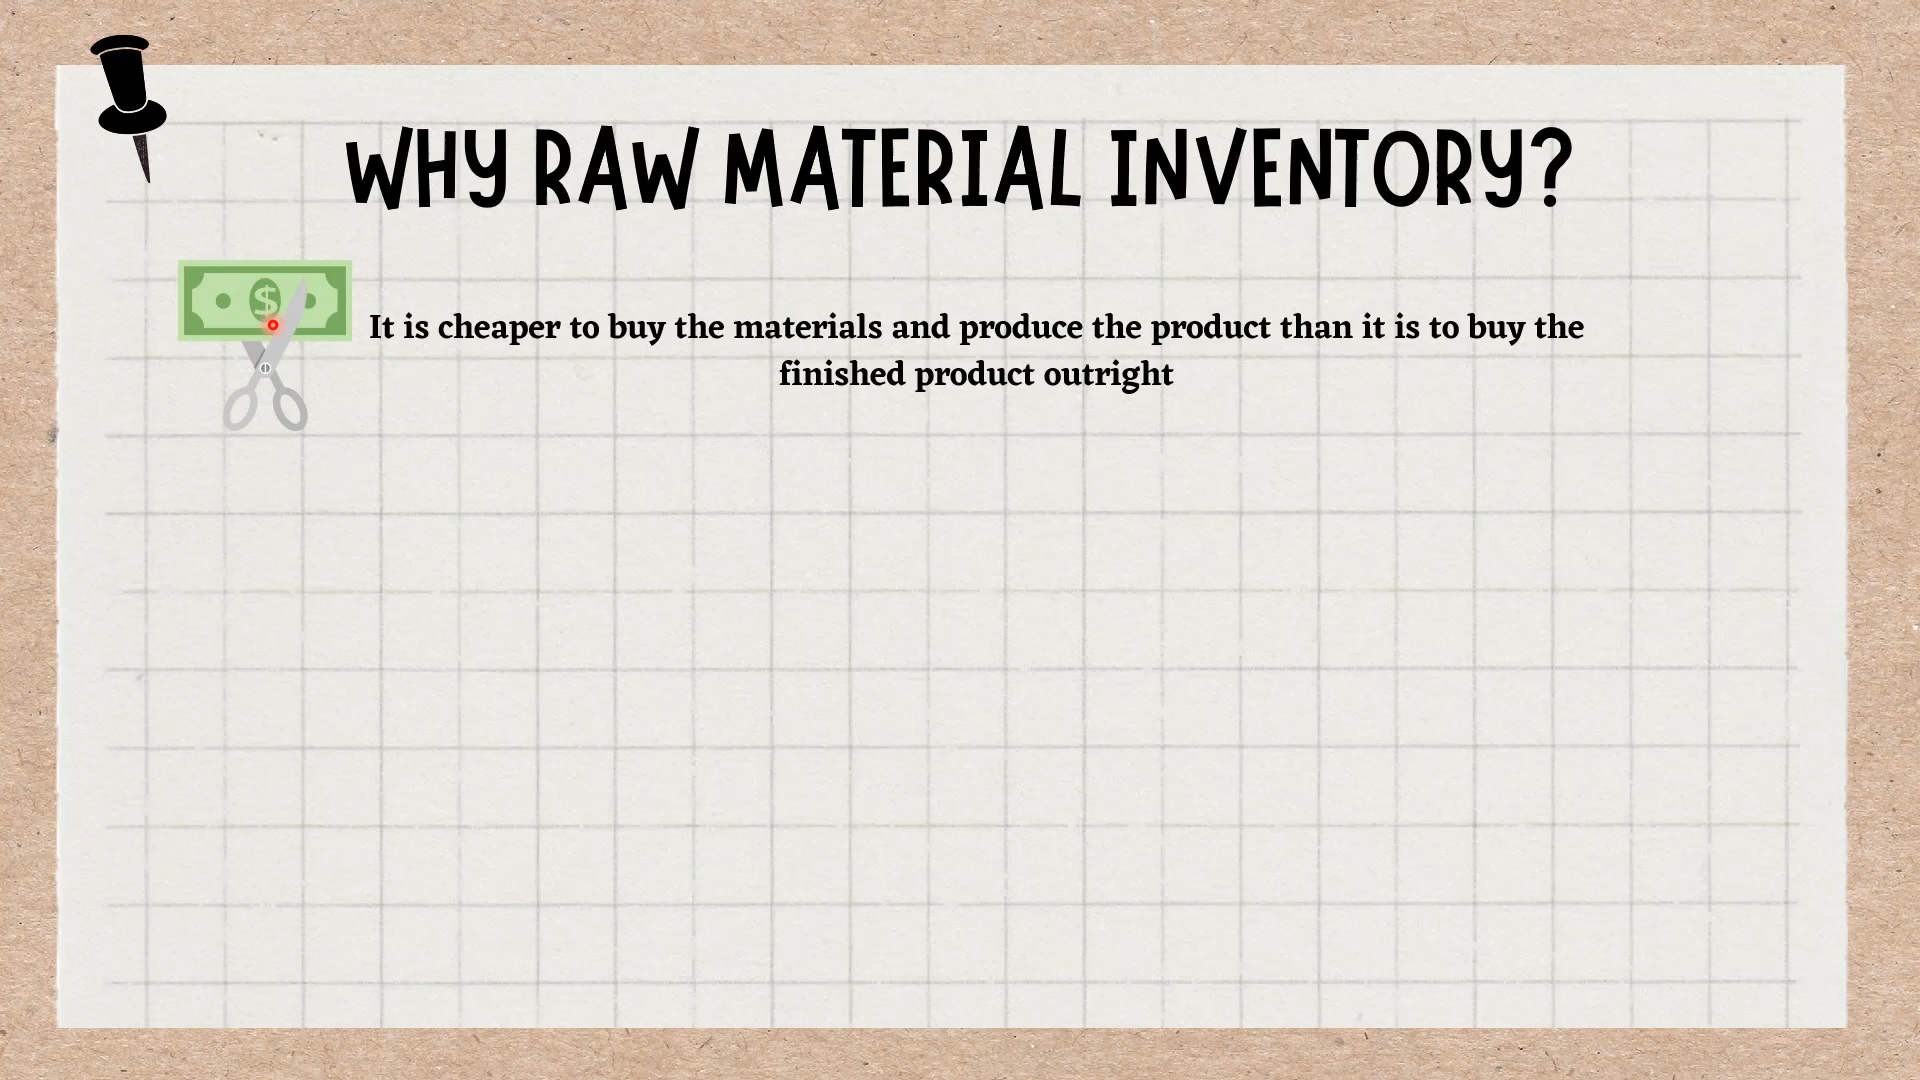 WHY RAW MATERIAL INVENTORY?
$
It is cheaper to buy the materials and produce the product than it is to buy the
finished product outright